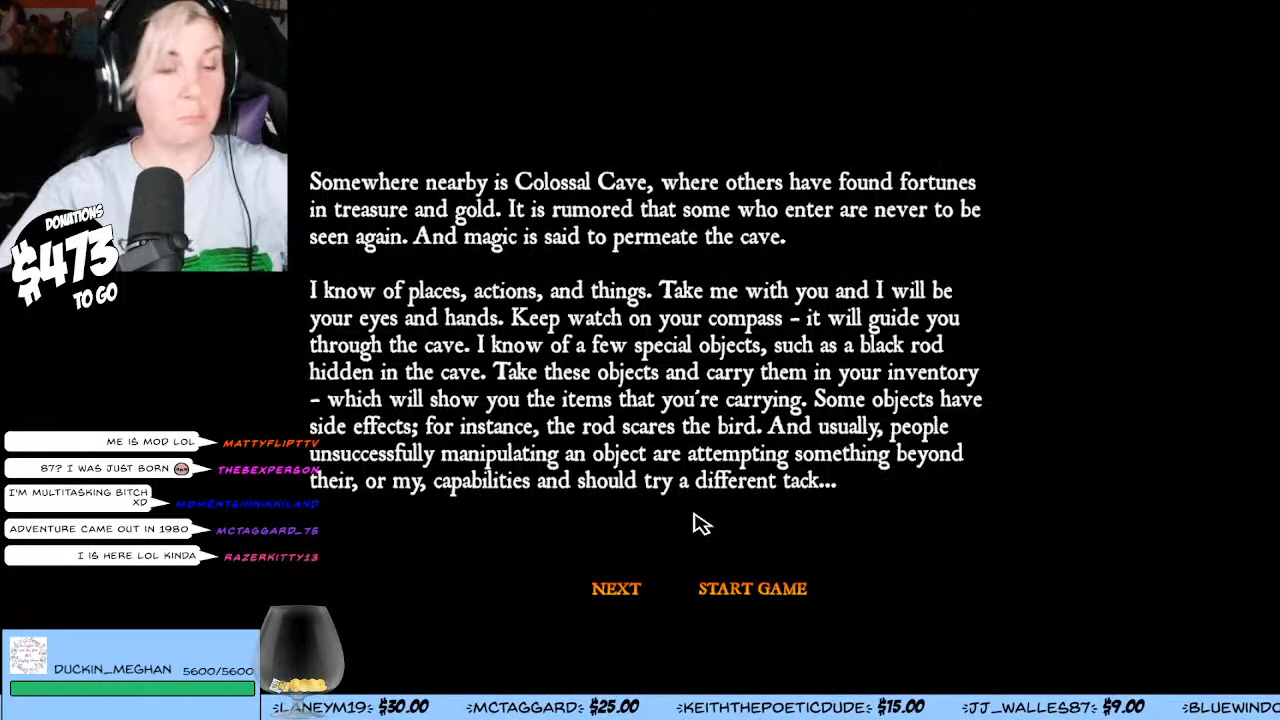 Somewhere nearby is Colossal Cave, where others have found fortunes
in treasure and gold. It is rumored that some who enter are never to be
seen again. And magic is said to permeate the cave.
I know of places, actions, and things. Take me with you and I will be
your eyes and hands. Keep watch on your compass - it will guide you
through the cave. I know of a few special objects, such as a black rod
hidden in the cave. Take these objects and carry them in your inventory
- which will show you the items that you're carrying. Some objects have
side effects; for instance, the rod scares the bird. And usually, people
unsuccessfully manipulating an object are attempting something beyond
their, or my, capabilities and should try a different tack...
NEXT START GAME
DONATIONS
$473
TO GO
ME IS MOD LOL MATTYFLIPTTV
87? I WAS JUST BORN THEBEXPERSON
I'M MULTITASKING BITCH
XD MOMENTSINNIKKILAND
ADVENTURE CAME OUT IN 1980 MCTAGGARD_75
I IS HERE LOL KINDA RAZERKITTY13
DUCKIN_MEGHAN 5600/5600
LANEYM19: $30.00 MCTAGGARD: $25.00 KEITHTHEPOETICDUDE: $15.00 JJ_WALLES87: $9.00 BLUEWINDO